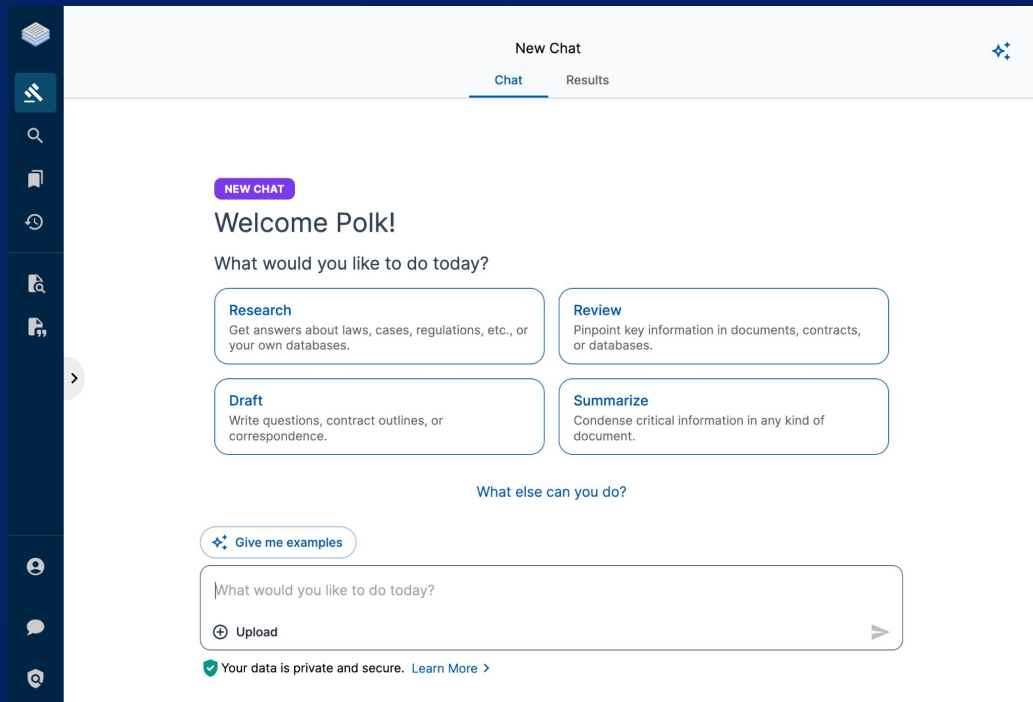 New Chat
Chat
Results
NEW CHAT
Welcome Polk!
What would you like to do today?
Research
Get answers about laws, cases, regulations, etc., or
your own databases.
Review
Pinpoint key information in documents, contracts,
or databases.
Draft
Write questions, contract outlines, or
correspondence.
Summarize
Condense critical information in any kind of
document.
What else can you do?
Give me examples
What would you like to do today?
Upload
Your data is private and secure. Learn More >